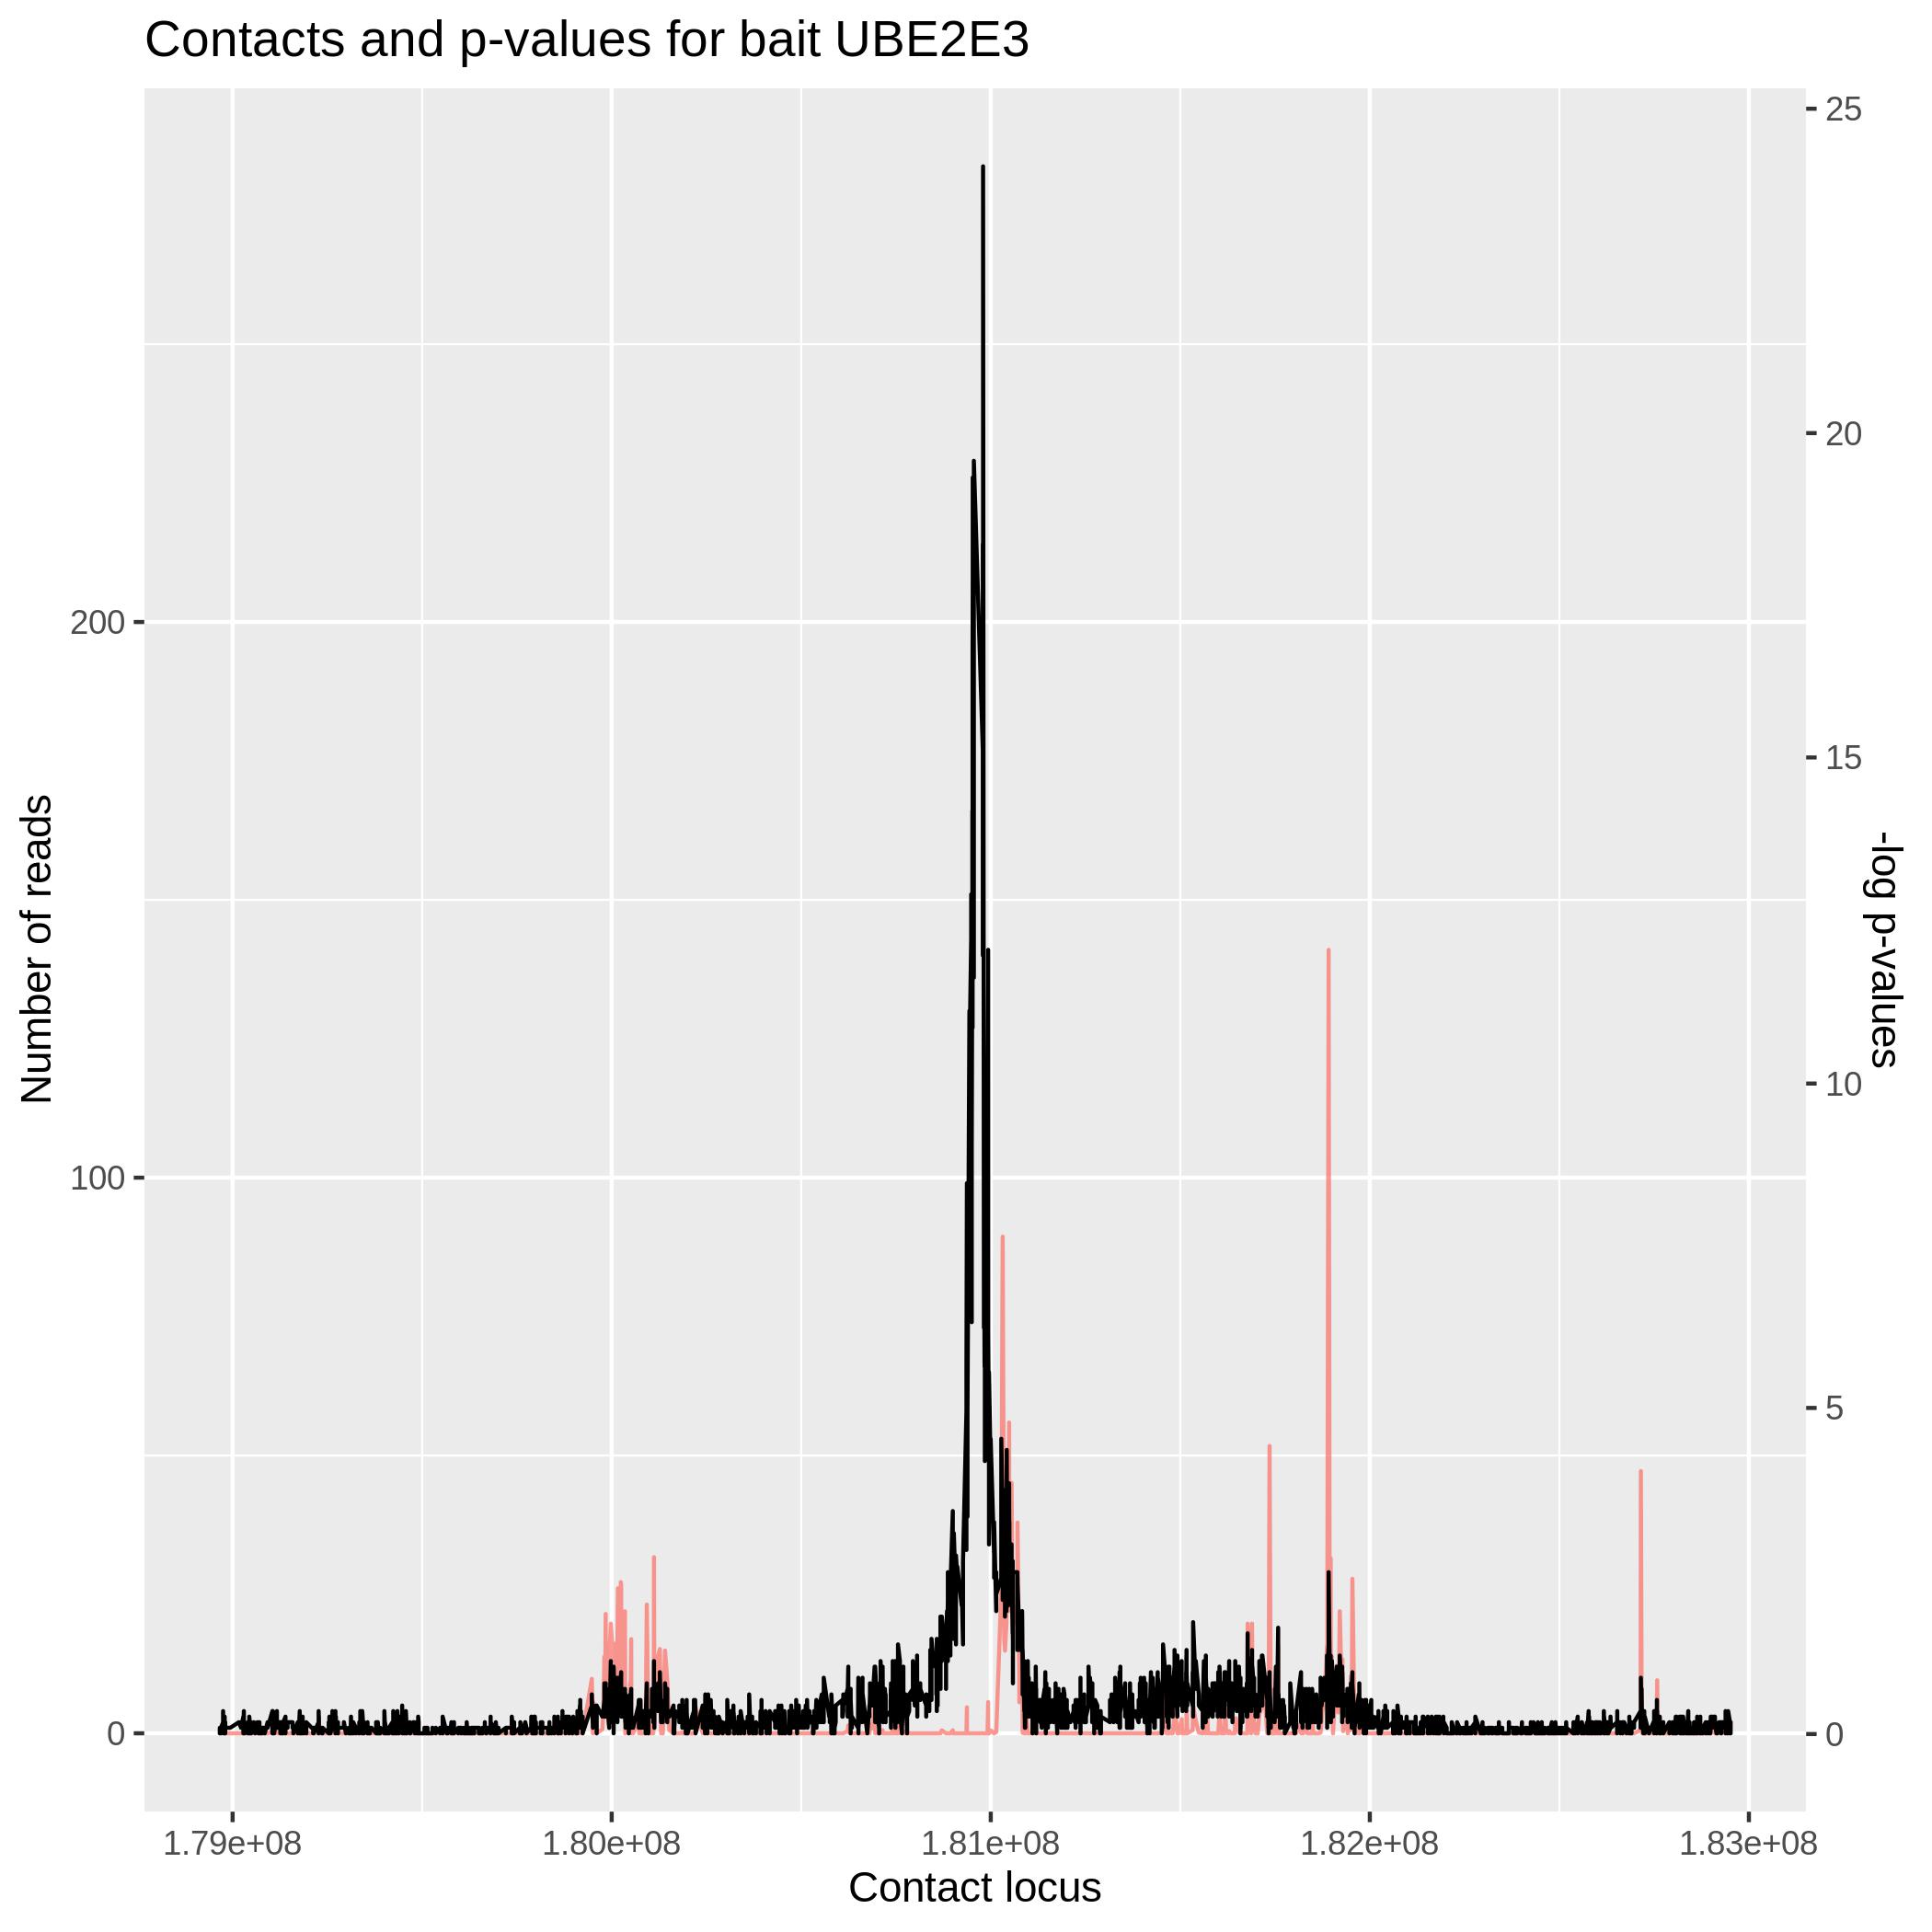 Contacts and p-values for bait UBE2E3
Number of reads
200
100
0
25
20
15
10
5
0
-log p-values
1.79e+08 1.80e+08 1.81e+08 1.82e+08 1.83e+08
Contact locus